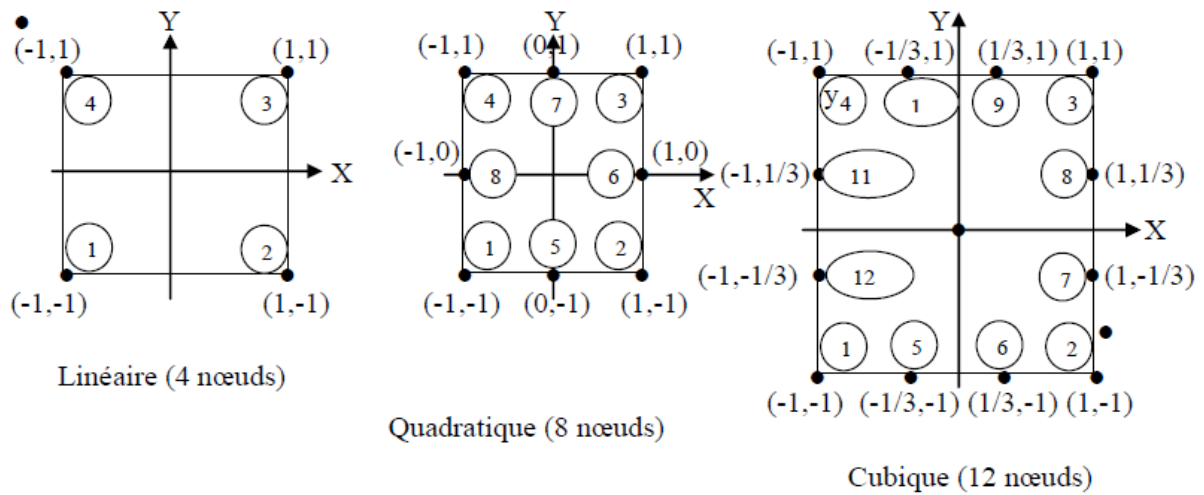 Y
(-1,1) (1,1)
4 3
X
1 2
(-1,-1) (1,-1)
Linéaire (4 nœuds)
Y
(-1,1) (0,1) (1,1)
4 7 3
(-1,0) (1,0)
8 6
X
1 5 2
(-1,-1) (0,-1) (1,-1)
Quadratique (8 nœuds)
Y
(-1,1) (-1/3,1) (1/3,1) (1,1)
y4 1 9 3
(-1,1/3) 11 8 (1,1/3)
X
(-1,-1/3) 12 7 (1,-1/3)
1 5 6 2
(-1,-1) (-1/3,-1) (1/3,-1) (1,-1)
Cubique (12 nœuds)